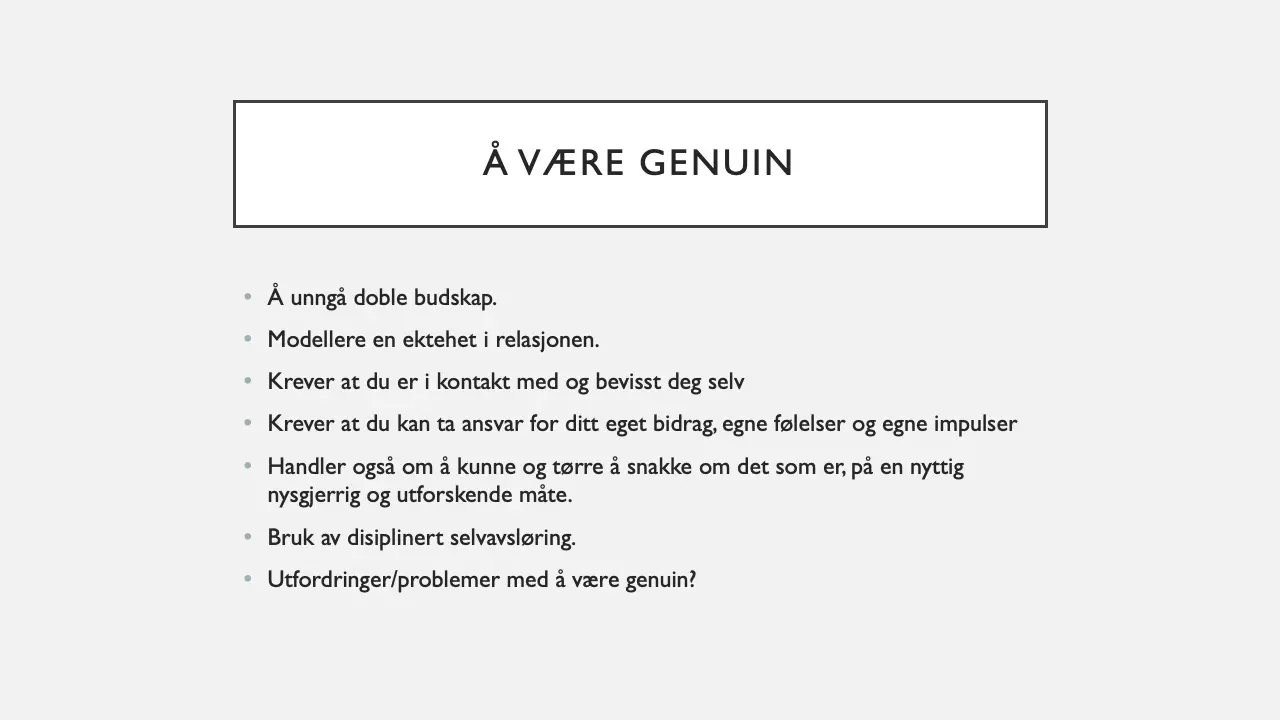 Å VÆRE GENUIN
• Å unngå doble budskap.
• Modellere en ektehet i relasjonen.
• Krever at du er i kontakt med og bevisst deg selv
• Krever at du kan ta ansvar for ditt eget bidrag, egne følelser og egne impulser
• Handler også om å kunne og tørre å snakke om det som er, på en nyttig
nysgjerrig og utforskende måte.
• Bruk av disiplinert selvavsløring.
• Utfordringer/problemer med å være genuin?